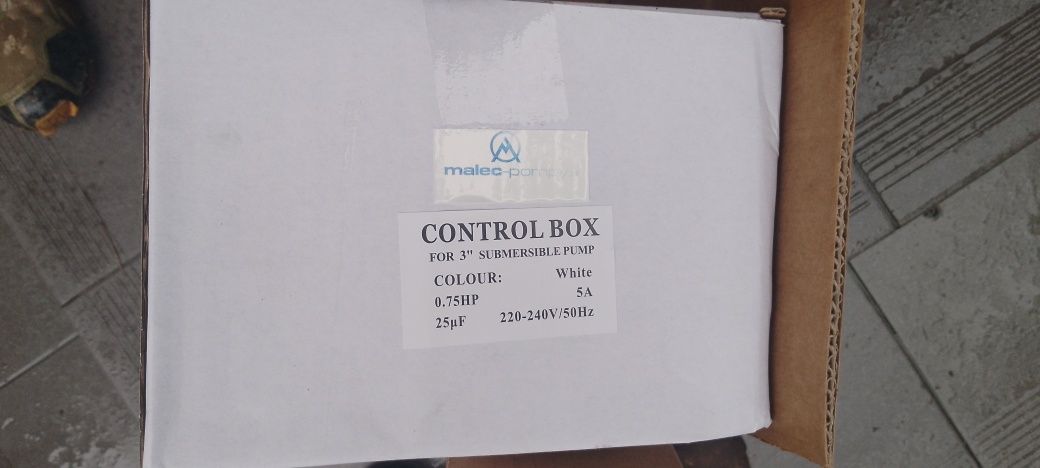 malec-pompy
CONTROL BOX
FOR 3" SUBMERSIBLE PUMP
COLOUR: White
0.75HP 5A
25µF 220-240V/50Hz